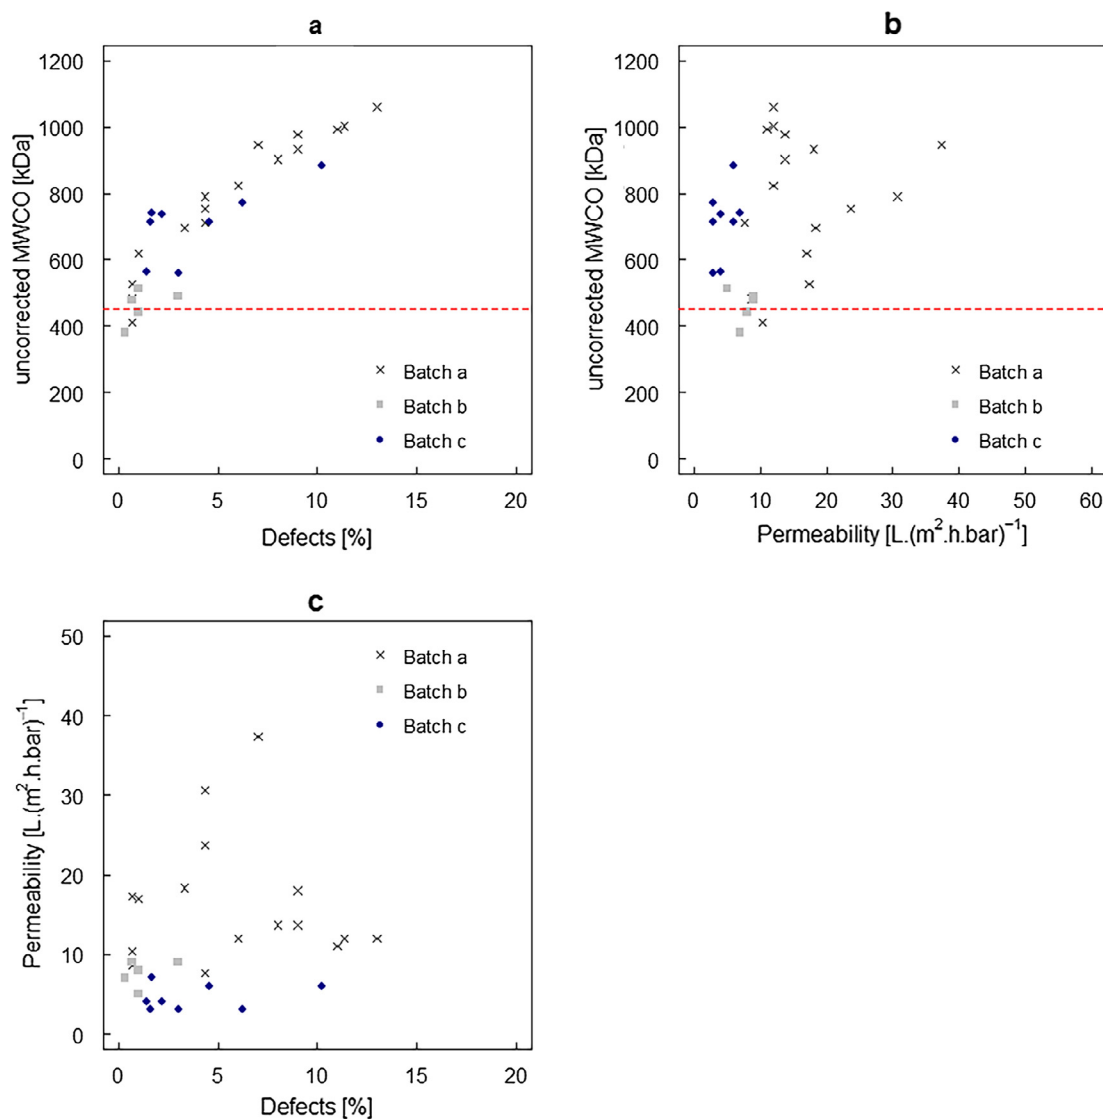 a
uncorrected MWCO [kDa]
1200
1000
800
600
400
200
0
× Batch a
Batch b
Batch c
0 5 10 15 20
Defects [%]
b
uncorrected MWCO [kDa]
1200
1000
800
600
400
200
0
× Batch a
Batch b
Batch c
0 10 20 30 40 50 60
Permeability [L.(m².h.bar)⁻¹]
c
Permeability [L.(m².h.bar)⁻¹]
50
40
30
20
10
0
× Batch a
Batch b
Batch c
0 5 10 15 20
Defects [%]